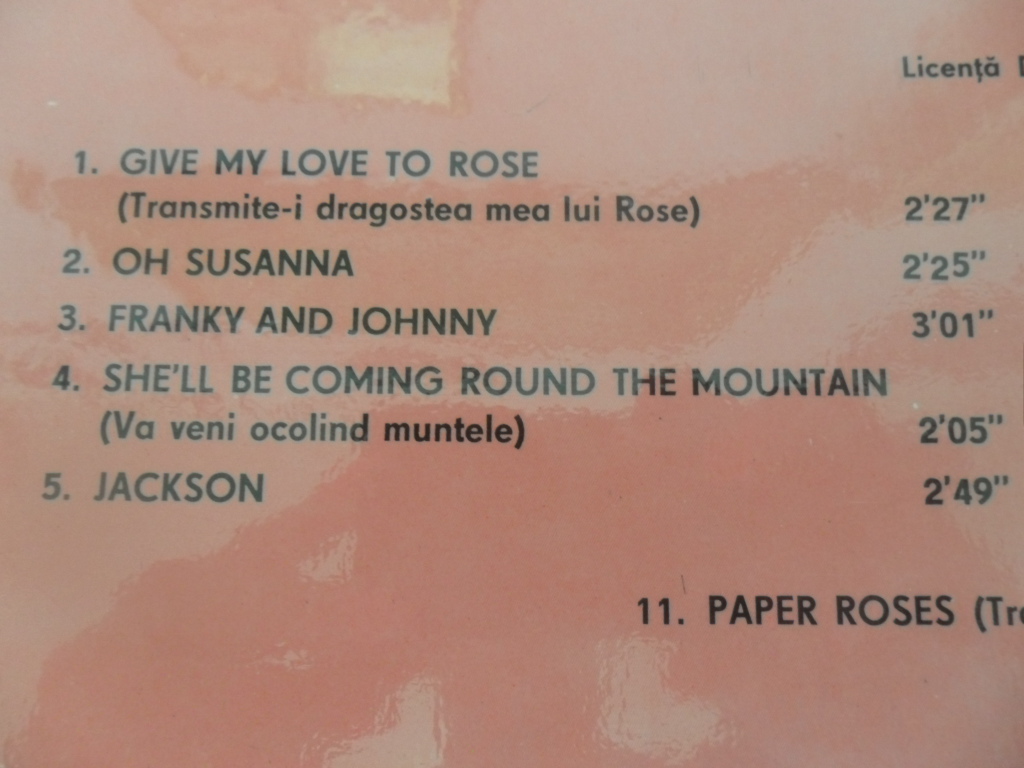 Licență
1. GIVE MY LOVE TO ROSE
(Transmite-i dragostea mea lui Rose) 2'27"
2. OH SUSANNA 2'25"
3. FRANKY AND JOHNNY 3'01"
4. SHE'LL BE COMING ROUND THE MOUNTAIN
(Va veni ocolind muntele) 2'05"
5. JACKSON 2'49"
11. PAPER ROSES